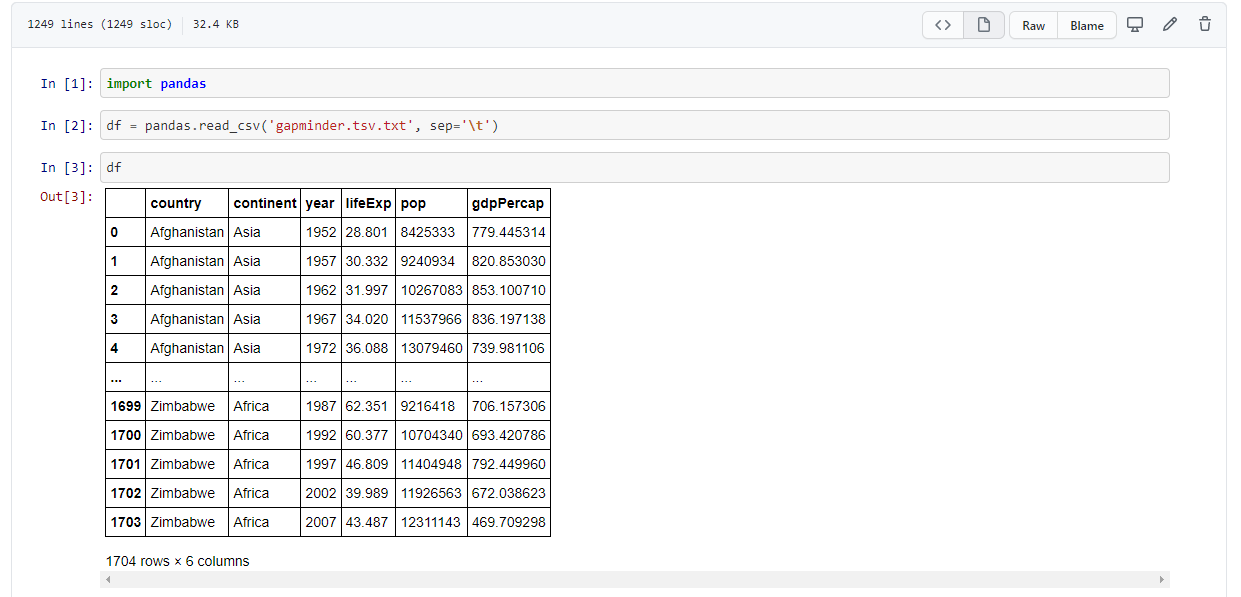 1249 lines (1249 sloc) 32.4 KB <> Raw Blame
In [1]: import pandas
In [2]: df = pandas.read_csv('gapminder.tsv.txt', sep='\t')
In [3]: df
Out[3]:
country continent year lifeExp pop gdpPercap
0 Afghanistan Asia 1952 28.801 8425333 779.445314
1 Afghanistan Asia 1957 30.332 9240934 820.853030
2 Afghanistan Asia 1962 31.997 10267083 853.100710
3 Afghanistan Asia 1967 34.020 11537966 836.197138
4 Afghanistan Asia 1972 36.088 13079460 739.981106
... ... ... ... ... ... ...
1699 Zimbabwe Africa 1987 62.351 9216418 706.157306
1700 Zimbabwe Africa 1992 60.377 10704340 693.420786
1701 Zimbabwe Africa 1997 46.809 11404948 792.449960
1702 Zimbabwe Africa 2002 39.989 11926563 672.038623
1703 Zimbabwe Africa 2007 43.487 12311143 469.709298
1704 rows × 6 columns